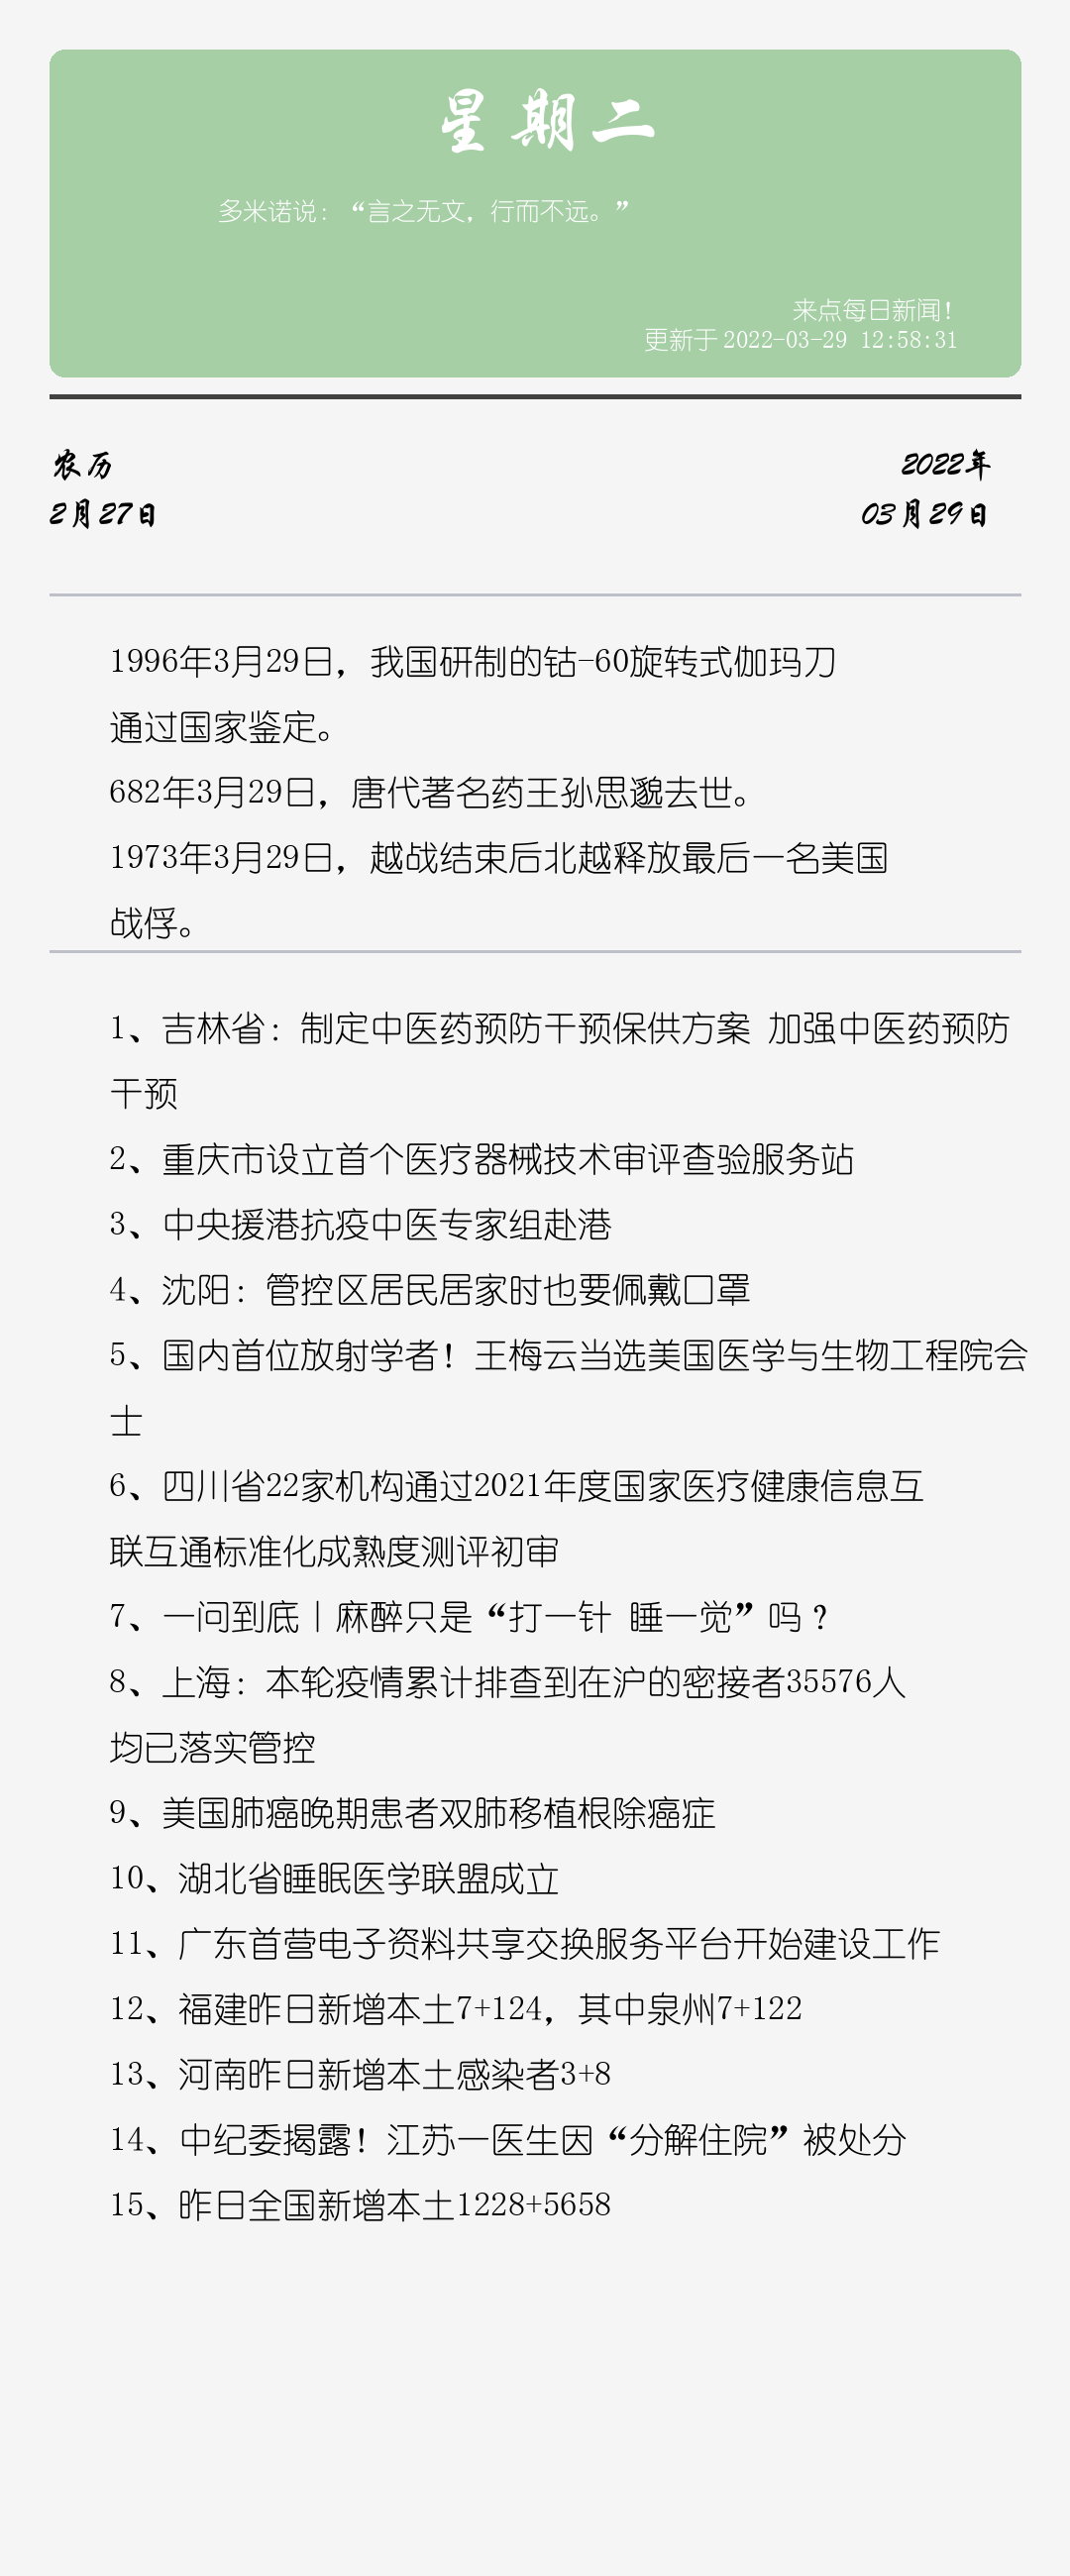 星期二
多米诺说：“言之无文，行而不远。”
来点每日新闻！
更新于2022-03-29 12:58:31
农历
2月27日
2022年
03月29日
1996年3月29日，我国研制的钴-60旋转式伽玛刀
通过国家鉴定。
682年3月29日，唐代著名药王孙思邈去世。
1973年3月29日，越战结束后北越释放最后一名美国
战俘。
1、吉林省：制定中医药预防干预保供方案 加强中医药预防
干预
2、重庆市设立首个医疗器械技术审评查验服务站
3、中央援港抗疫中医专家组赴港
4、沈阳：管控区居民居家时也要佩戴口罩
5、国内首位放射学者！王梅云当选美国医学与生物工程院会
士
6、四川省22家机构通过2021年度国家医疗健康信息互
联互通标准化成熟度测评初审
7、一问到底丨麻醉只是“打一针 睡一觉”吗？
8、上海：本轮疫情累计排查到在沪的密接者35576人
均已落实管控
9、美国肺癌晚期患者双肺移植根除癌症
10、湖北省睡眠医学联盟成立
11、广东首营电子资料共享交换服务平台开始建设工作
12、福建昨日新增本土7+124，其中泉州7+122
13、河南昨日新增本土感染者3+8
14、中纪委揭露！江苏一医生因“分解住院”被处分
15、昨日全国新增本土1228+5658